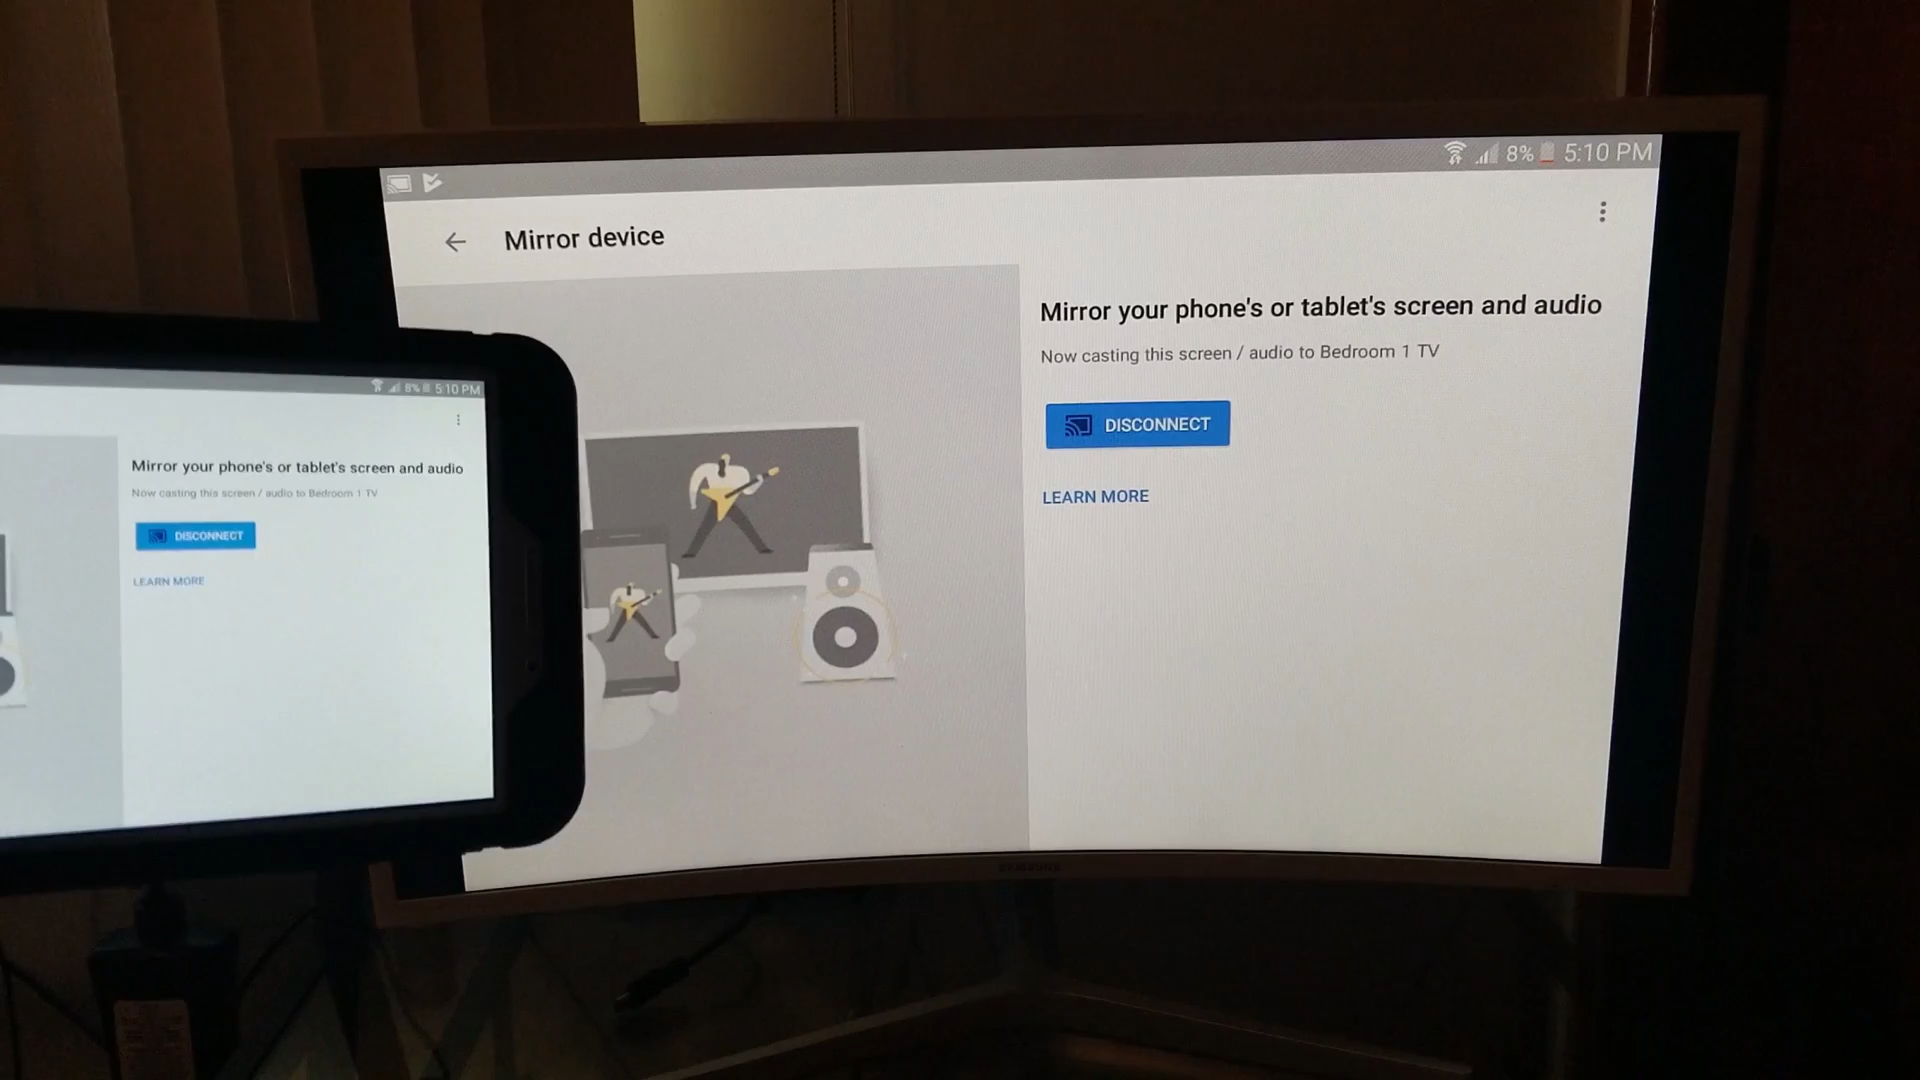 8% 5:10 PM
Mirror device
Mirror your phone's or tablet's screen and audio
Now casting this screen / audio to Bedroom 1 TV
DISCONNECT
LEARN MORE
SAMSUNG
8% 5:10 PM
Mirror your phone's or tablet's screen and audio
Now casting this screen / audio to Bedroom 1 TV
DISCONNECT
LEARN MORE